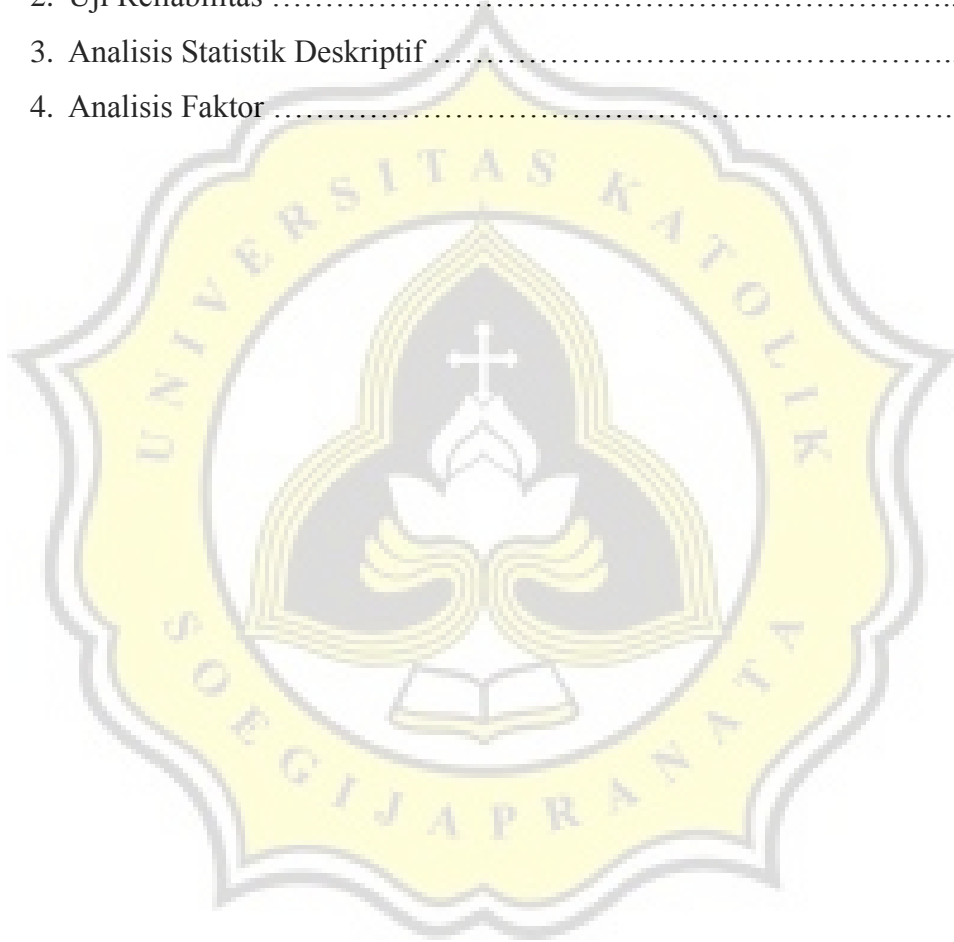 2. Uji Reliabilitas ……………………………………………………………..
3. Analisis Statistik Deskriptif ……………………………………………..
4. Analisis Faktor …………………………………………………………….
UNIVERSITAS KATOLIK
SOEGIJAPRANATA